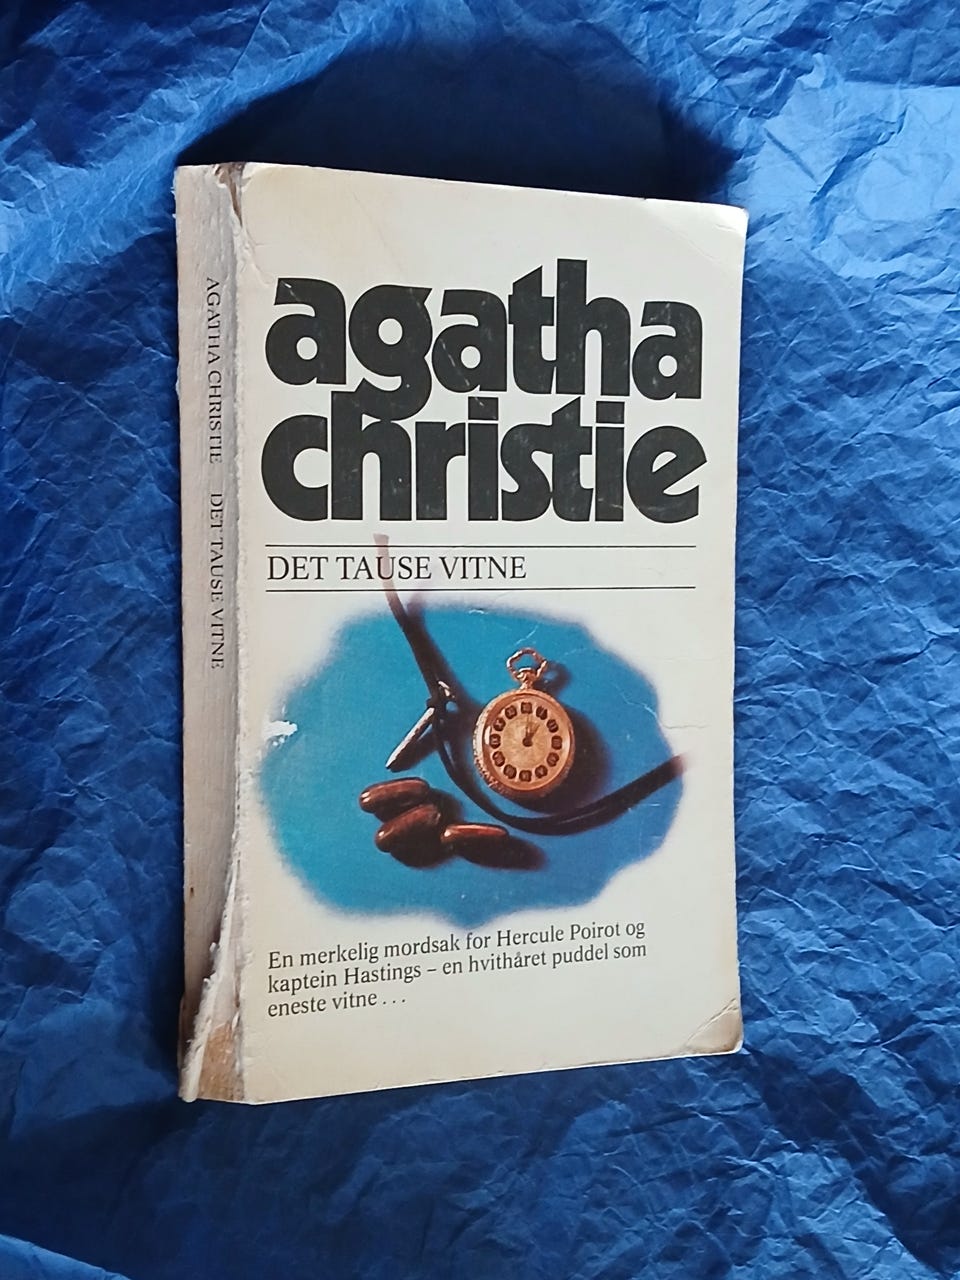 AGATHA CHRISTIE DET TAUSE VITNE
agatha
christie
DET TAUSE VITNE
En merkelig mordsak for Hercule Poirot og
kaptein Hastings – en hvithåret puddel som
eneste vitne . . .